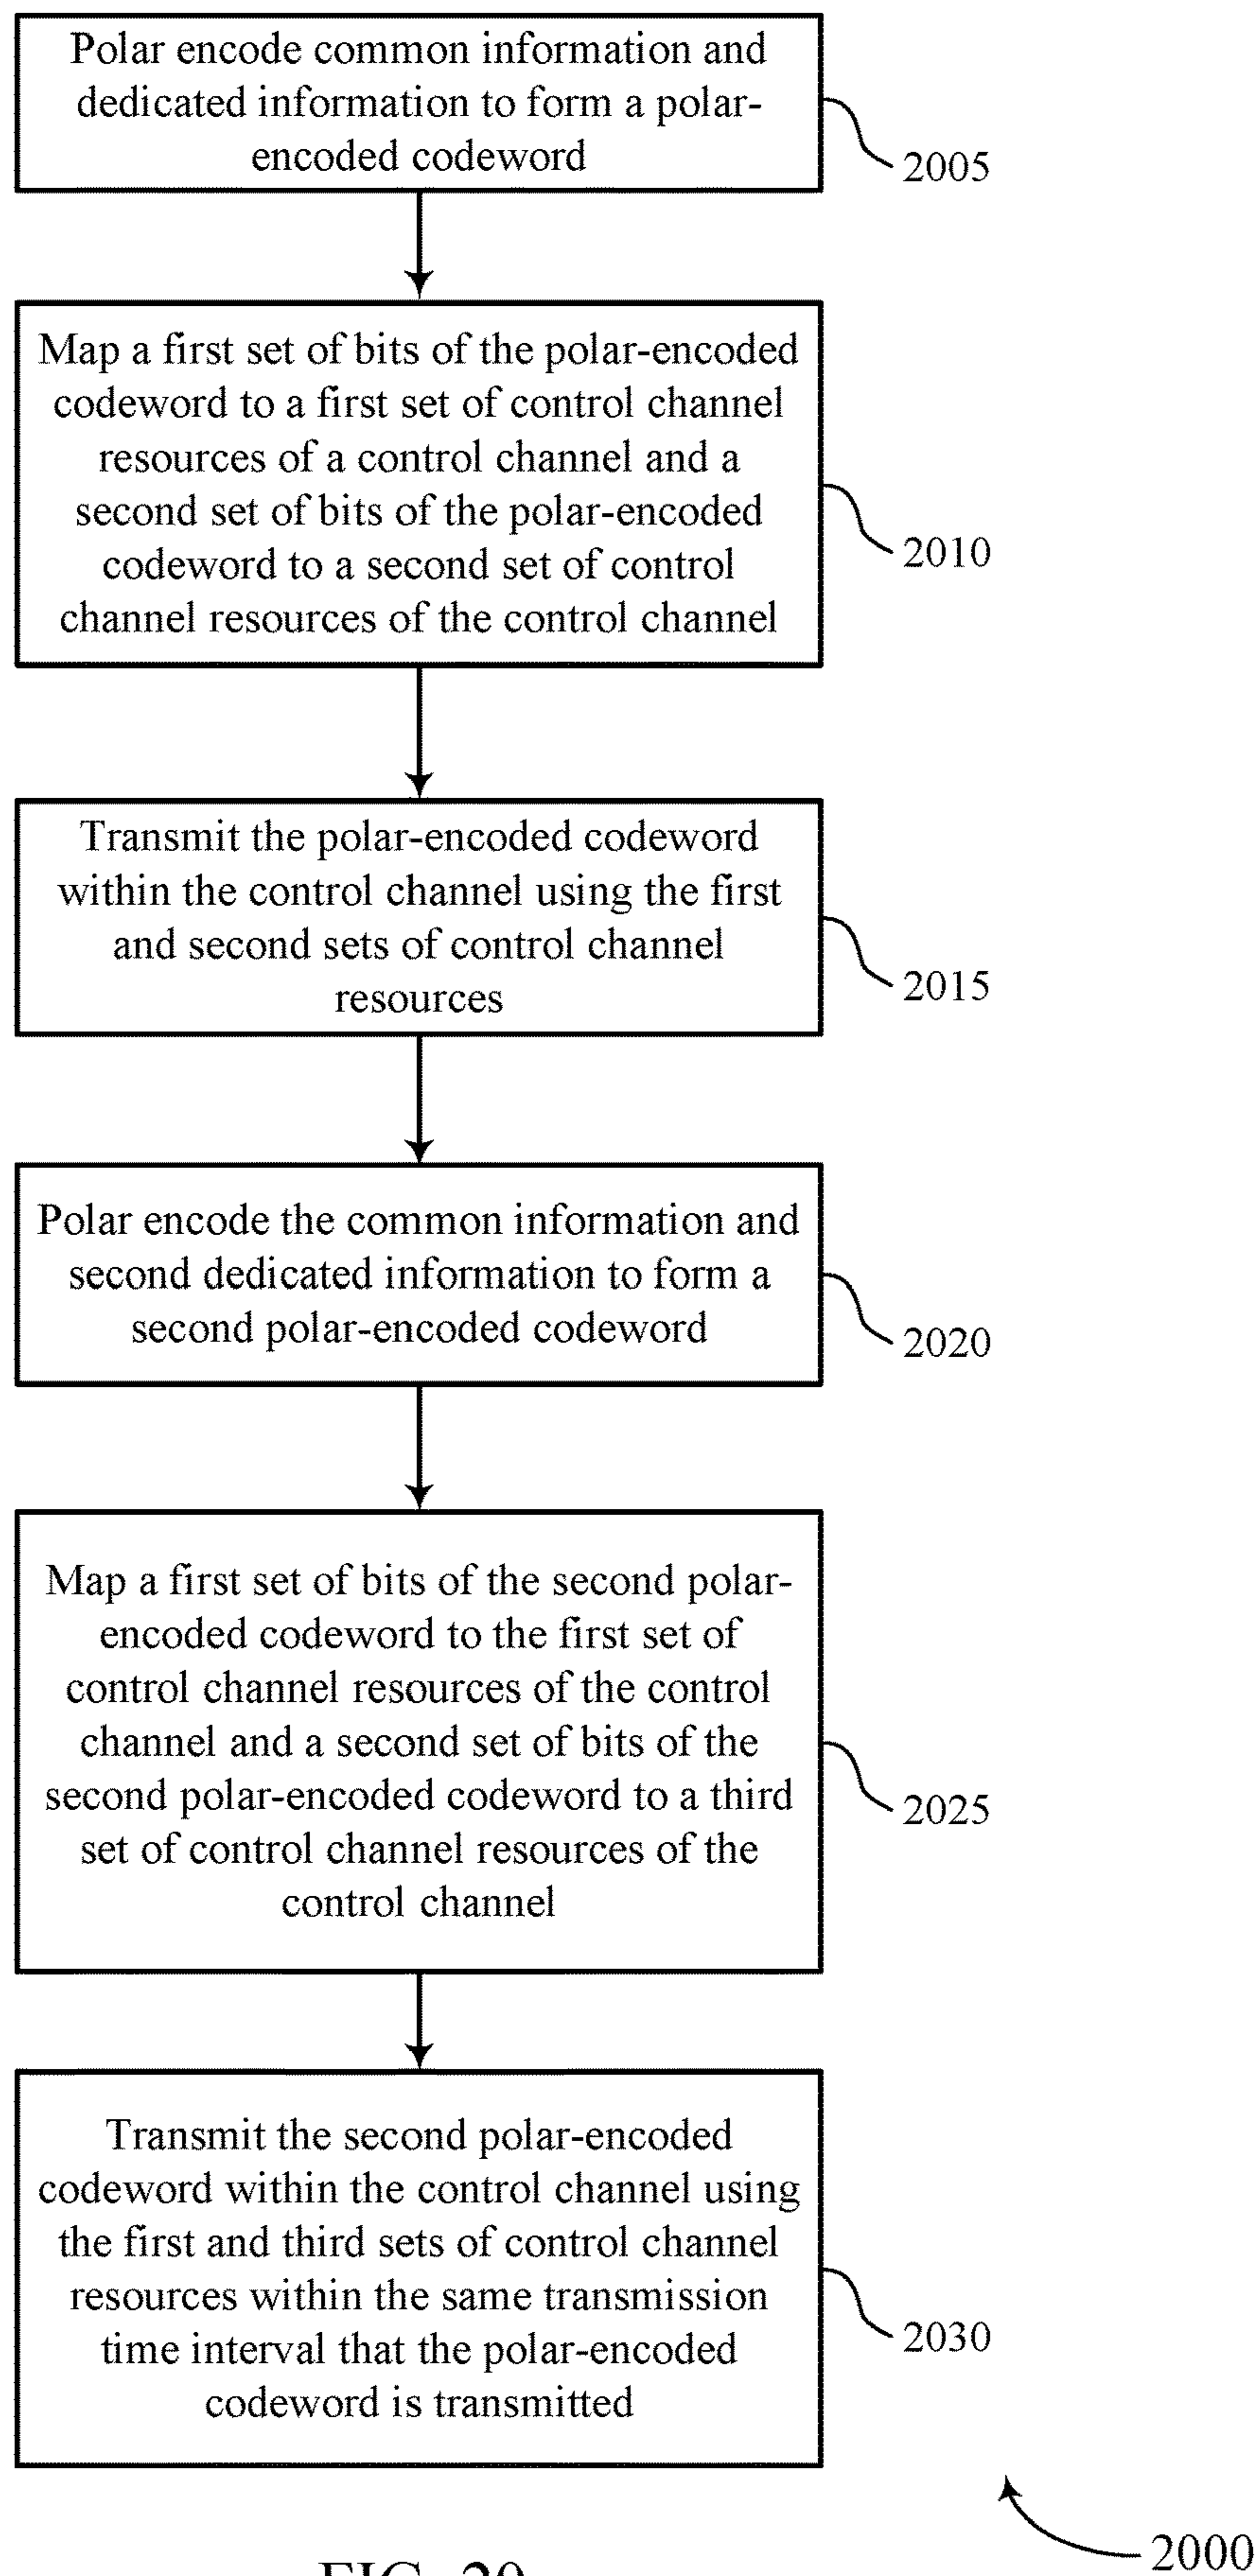 Polar encode common information and
dedicated information to form a polar-
encoded codeword
2005
Map a first set of bits of the polar-encoded
codeword to a first set of control channel
resources of a control channel and a
second set of bits of the polar-encoded
codeword to a second set of control
channel resources of the control channel
2010
Transmit the polar-encoded codeword
within the control channel using the first
and second sets of control channel
resources
2015
Polar encode the common information and
second dedicated information to form a
second polar-encoded codeword
2020
Map a first set of bits of the second polar-
encoded codeword to the first set of
control channel resources of the control
channel and a second set of bits of the
second polar-encoded codeword to a third
set of control channel resources of the
control channel
2025
Transmit the second polar-encoded
codeword within the control channel using
the first and third sets of control channel
resources within the same transmission
time interval that the polar-encoded
codeword is transmitted
2030
2000
FIG. 20